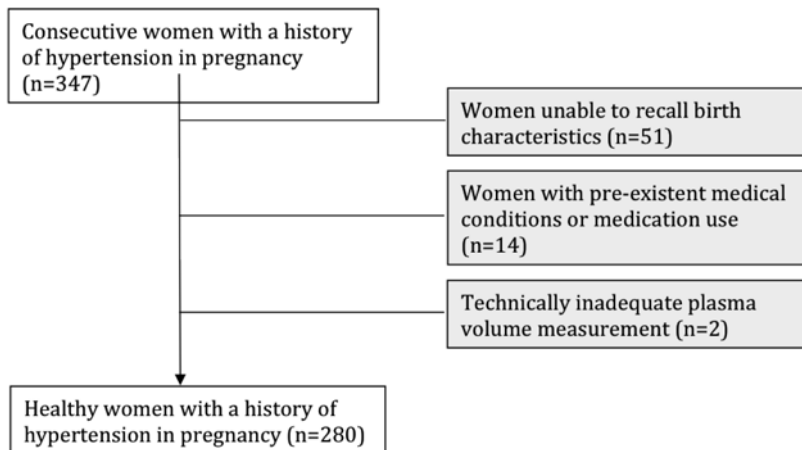 Consecutive women with a history
of hypertension in pregnancy
(n=347)
Women unable to recall birth
characteristics (n=51)
Women with pre-existent medical
conditions or medication use
(n=14)
Technically inadequate plasma
volume measurement (n=2)
Healthy women with a history of
hypertension in pregnancy (n=280)